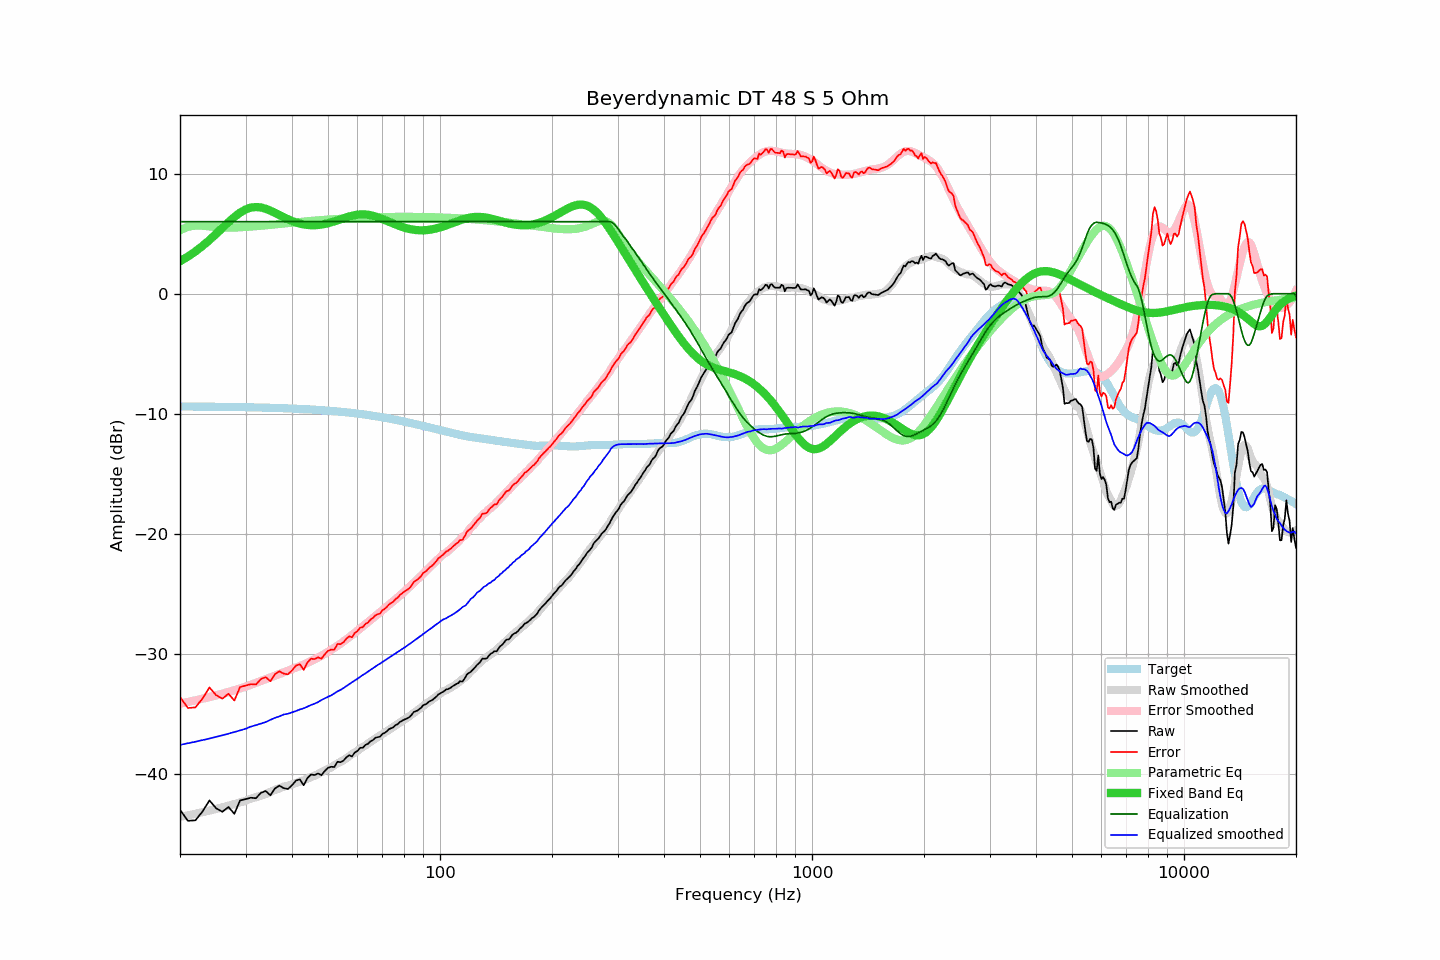 Beyerdynamic DT 48 S 5 Ohm
10
0
−10
−20
−30
−40
Amplitude (dBr)
100
1000
10000
Frequency (Hz)
Target
Raw Smoothed
Error Smoothed
Raw
Error
Parametric Eq
Fixed Band Eq
Equalization
Equalized smoothed